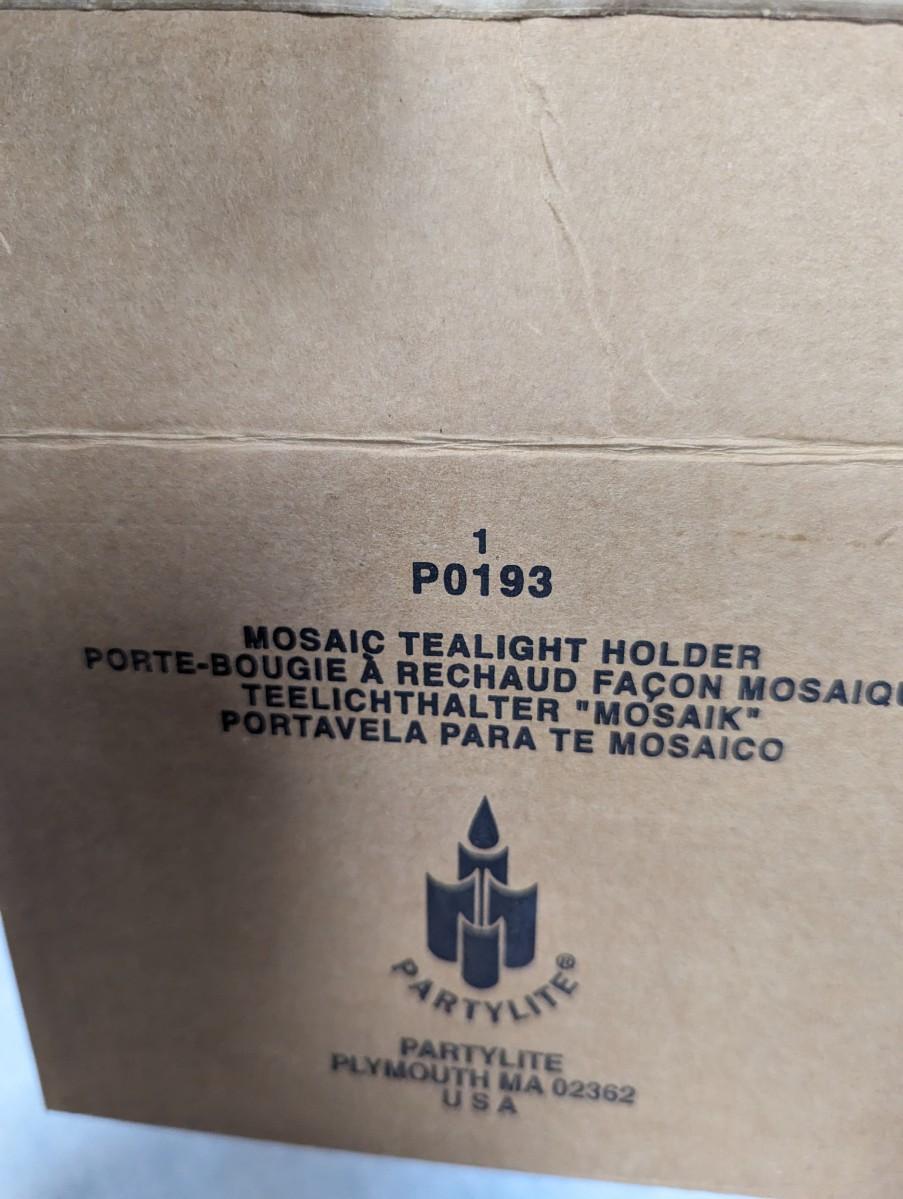 1
P0193
MOSAIC TEALIGHT HOLDER
PORTE-BOUGIE À RECHAUD FAÇON
TEELICHTHALTER "MOSAIK"
PORTAVELA PARA TE MOSAICO
PARTYLITE®
PARTYLITE
PLYMOUTH MA 02362
USA